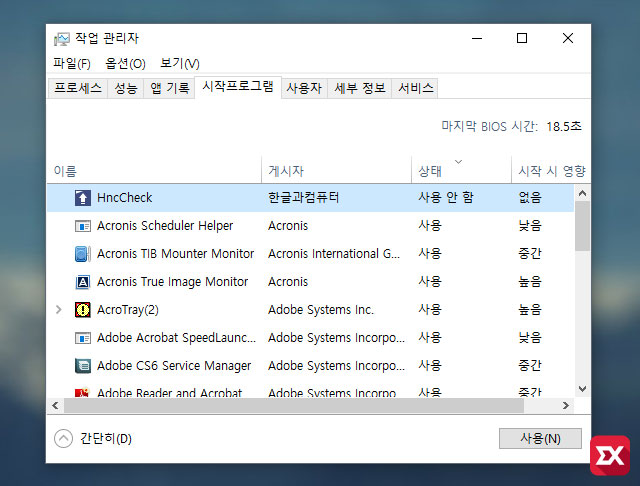 작업 관리자
파일(F) 옵션(O) 보기(V)
프로세스 성능 앱 기록 시작프로그램 사용자 세부 정보 서비스
마지막 BIOS 시간: 18.5초
이름 게시자 상태 시작 시 영향
HncCheck 한글과컴퓨터 사용 안 함 없음
Acronis Scheduler Helper Acronis 사용 낮음
Acronis TIB Mounter Monitor Acronis International G... 사용 중간
Acronis True Image Monitor Acronis 사용 높음
AcroTray(2) Adobe Systems Inc. 사용 높음
Adobe Acrobat SpeedLaunc... Adobe Systems Incorpo... 사용 낮음
Adobe CS6 Service Manager Adobe Systems Incorpo... 사용 중간
Adobe Reader and Acrobat Adobe Systems Incorpo 사용 중간
간단히(D) 사용(N)
EX